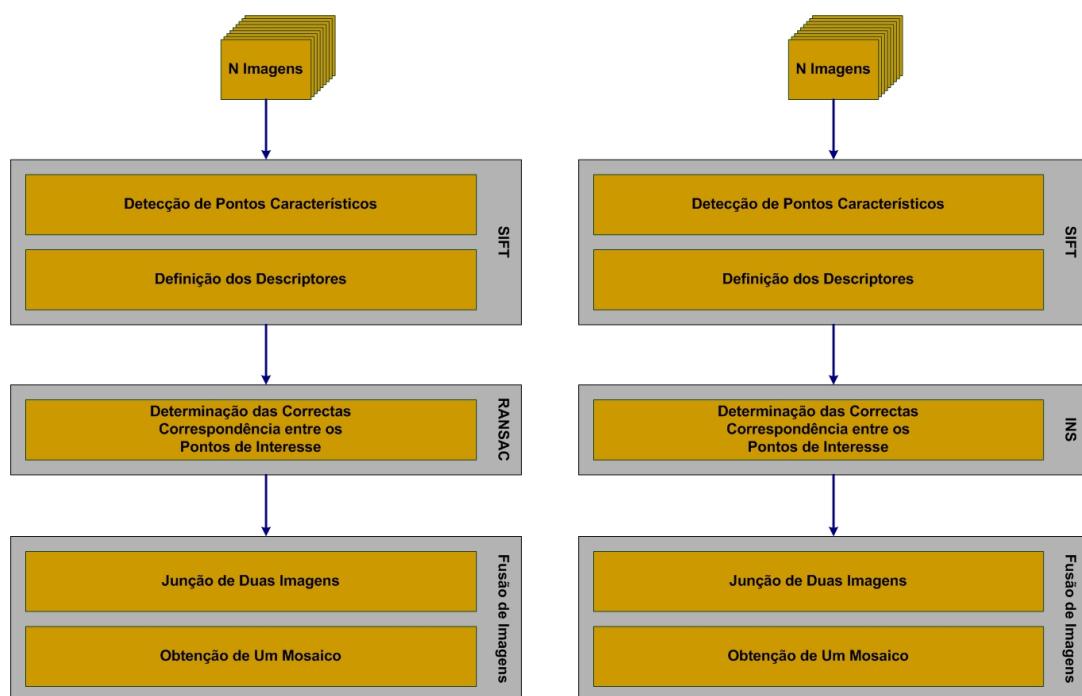 N Imagens
Detecção de Pontos Característicos
Definição dos Descriptores
SIFT
Determinação das Correctas
Correspondência entre os
Pontos de Interesse
RANSAC
Junção de Duas Imagens
Obtenção de Um Mosaico
Fusão de Imagens
N Imagens
Detecção de Pontos Característicos
Definição dos Descriptores
SIFT
Determinação das Correctas
Correspondência entre os
Pontos de Interesse
INS
Junção de Duas Imagens
Obtenção de Um Mosaico
Fusão de Imagens